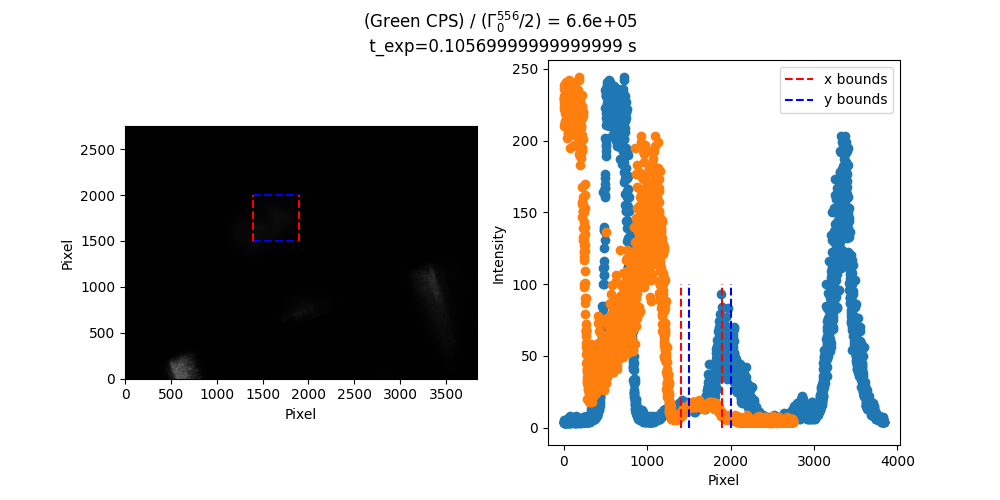 (Green CPS) / (Γ₀⁵⁵⁶/2) = 6.6e+05
t_exp=0.10569999999999999 s
2500
2000
1500
1000
500
0
Pixel
0 500 1000 1500 2000 2500 3000 3500
Pixel
250
200
150
100
50
0
Intensity
x bounds
y bounds
0 1000 2000 3000 4000
Pixel